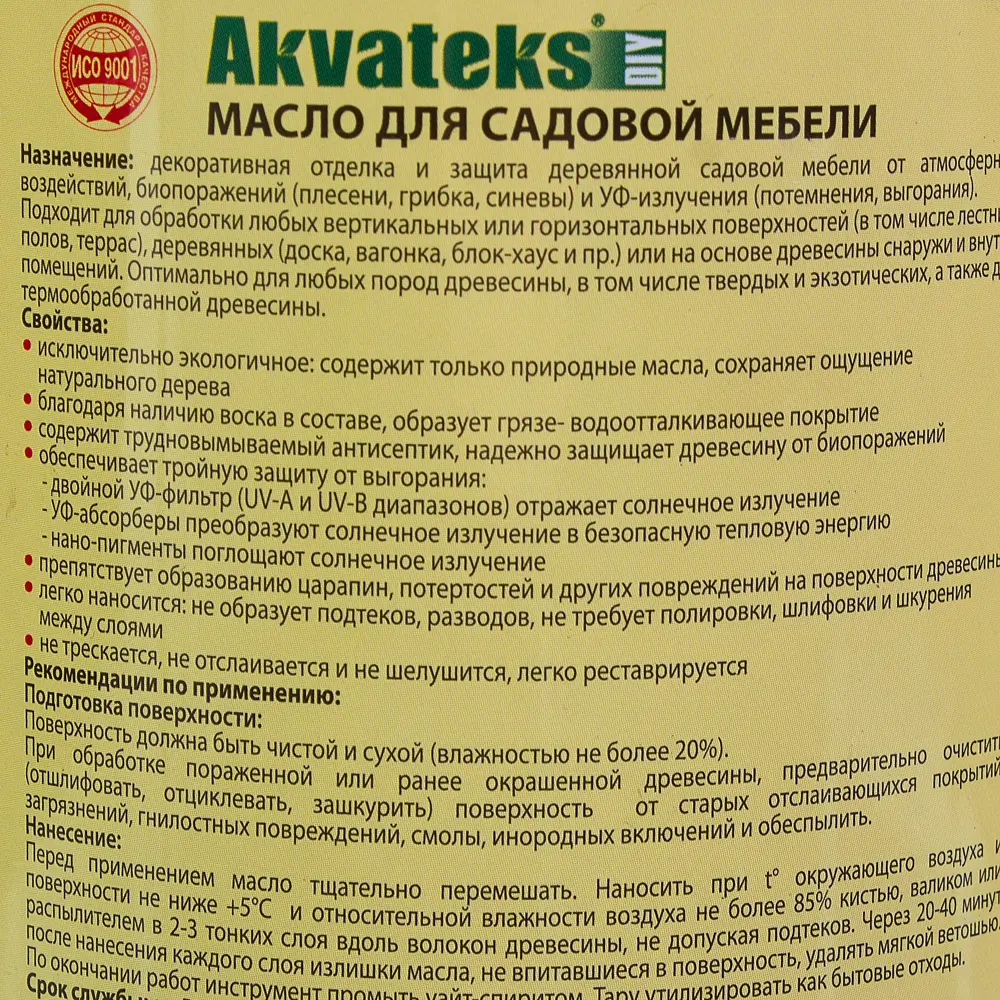 МЕЖДУНАРОДНЫЙ СТАНДАРТ КАЧЕСТВА
ИСО 9001
Akvateks® DIY
МАСЛО ДЛЯ САДОВОЙ МЕБЕЛИ
Назначение: декоративная отделка и защита деревянной садовой мебели от атмосферн
воздействий, биопоражений (плесени, грибка, синевы) и УФ-излучения (потемнения, выгорания).
Подходит для обработки любых вертикальных или горизонтальных поверхностей (в том числе лестн
полов, террас), деревянных (доска, вагонка, блок-хаус и пр.) или на основе древесины снаружи и внут
помещений. Оптимально для любых пород древесины, в том числе твердых и экзотических, а также д
термообработанной древесины.
Свойства:
• исключительно экологичное: содержит только природные масла, сохраняет ощущение
натурального дерева
• благодаря наличию воска в составе, образует грязе- водоотталкивающее покрытие
• содержит трудновымываемый антисептик, надежно защищает древесину от биопоражений
• обеспечивает тройную защиту от выгорания:
- двойной УФ-фильтр (UV-A и UV-B диапазонов) отражает солнечное излучение
- УФ-абсорберы преобразуют солнечное излучение в безопасную тепловую энергию
- нано-пигменты поглощают солнечное излучение
• препятствует образованию царапин, потертостей и других повреждений на поверхности древесины
• легко наносится: не образует подтеков, разводов, не требует полировки, шлифовки и шкурения
между слоями
• не трескается, не отслаивается и не шелушится, легко реставрируется
Рекомендации по применению:
Подготовка поверхности:
Поверхность должна быть чистой и сухой (влажностью не более 20%).
При обработке пораженной или ранее окрашенной древесины, предварительно очистит
(отшлифовать, отциклевать, зашкурить) поверхность от старых отслаивающихся покрытий
загрязнений, гнилостных повреждений, смолы, инородных включений и обеспылить.
Нанесение:
Перед применением масло тщательно перемешать. Наносить при t° окружающего воздуха и
поверхности не ниже +5°С и относительной влажности воздуха не более 85% кистью, валиком или
распылителем в 2-3 тонких слоя вдоль волокон древесины, не допуская подтеков. Через 20-40 минут
после нанесения каждого слоя излишки масла, не впитавшиеся в поверхность, удалять мягкой ветошью.
По окончании работ инструмент промыть уайт-спиритом. Тару утилизировать как бытовые отходы.
Срок службы